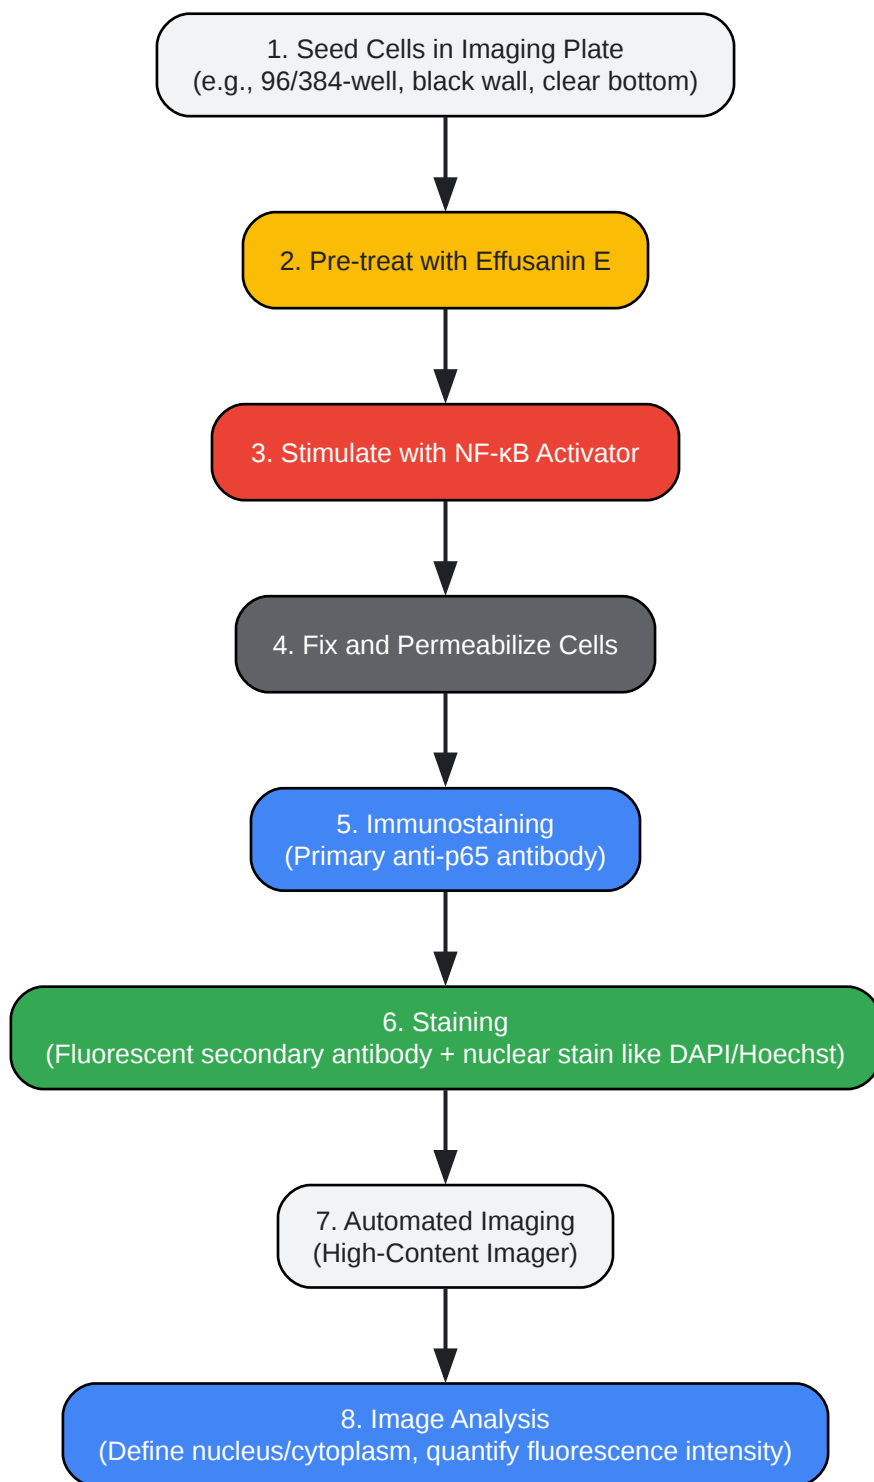 1. Seed Cells in Imaging Plate
(e.g., 96/384-well, black wall, clear bottom)
2. Pre-treat with Effusanin E
3. Stimulate with NF-κB Activator
4. Fix and Permeabilize Cells
5. Immunostaining
(Primary anti-p65 antibody)
6. Staining
(Fluorescent secondary antibody + nuclear stain like DAPI/Hoechst)
7. Automated Imaging
(High-Content Imager)
8. Image Analysis
(Define nucleus/cytoplasm, quantify fluorescence intensity)